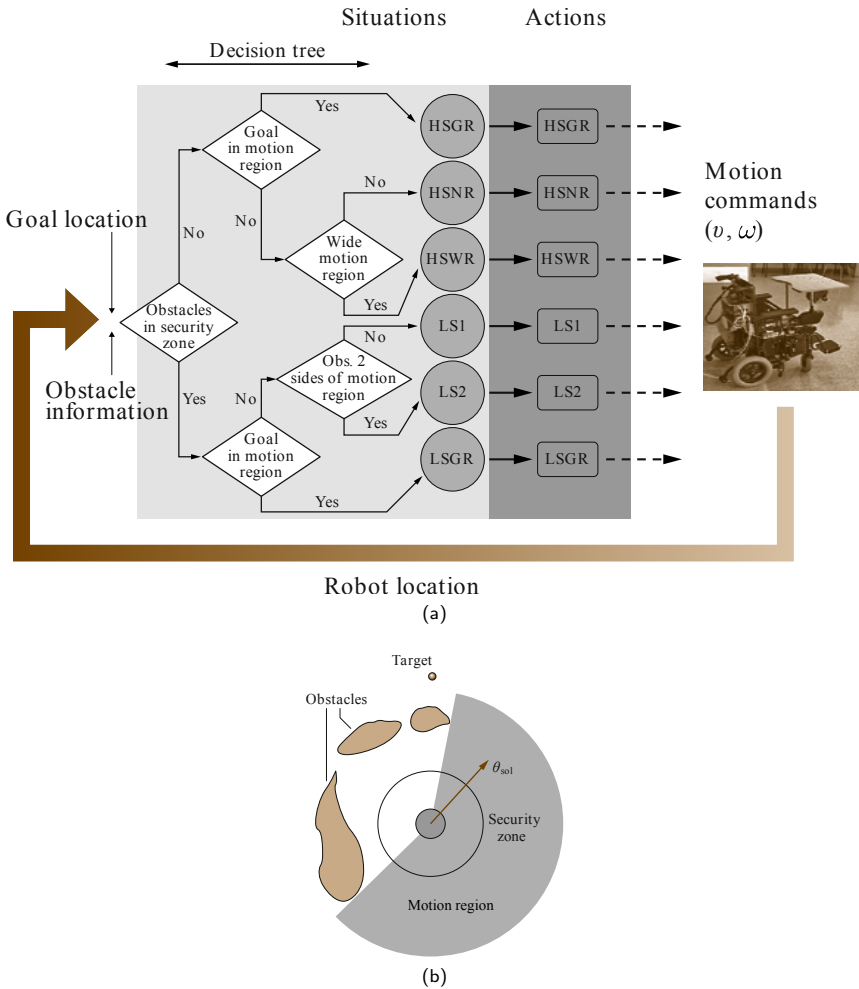 Situations
Actions
Decision tree
Yes
Goal
in motion
region
HSGR
HSGR
No
HSNR
HSNR
Motion
commands
(v, ω)
Goal location
No
No
Wide
motion
region
HSWR
HSWR
Yes
Obstacles
in security
zone
No
LS1
LS1
Obs. 2
sides of motion
region
Obstacle
information
Yes
No
LS2
LS2
Yes
Goal
in motion
region
LSGR
LSGR
Yes
Robot location
(a)
Target
Obstacles
θsol
Security
zone
Motion region
(b)